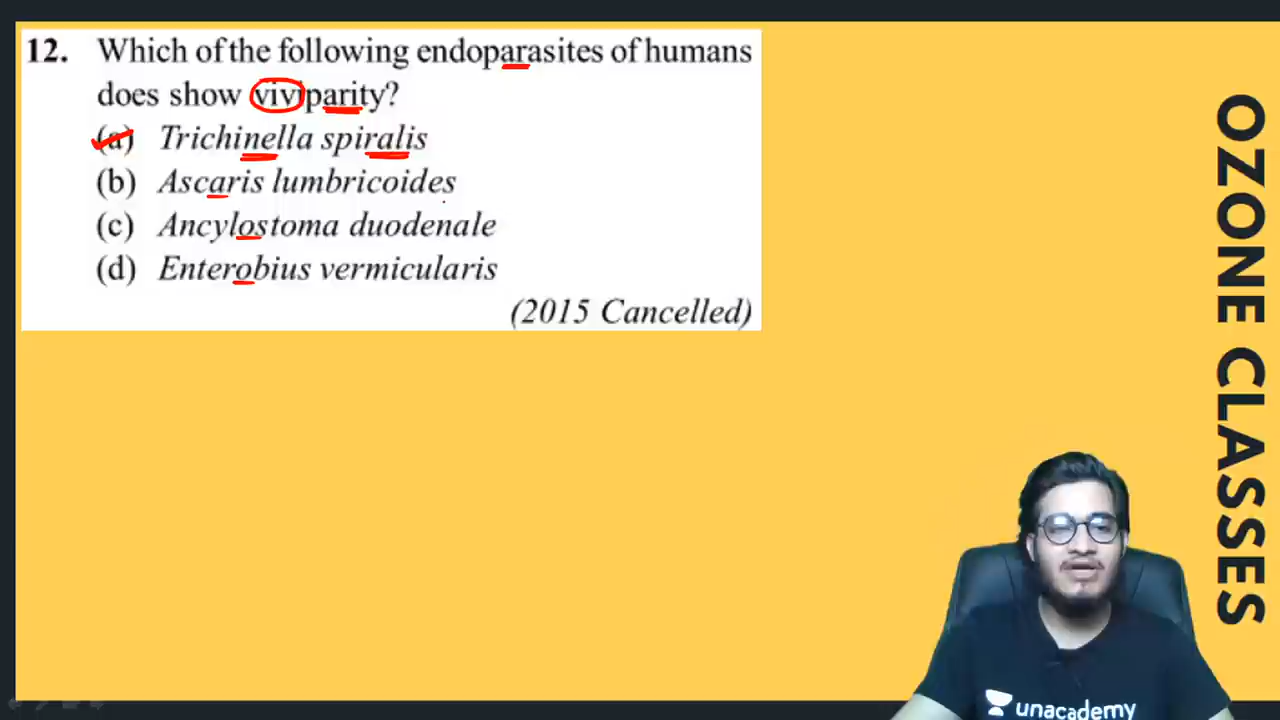 12. Which of the following endoparasites of humans
does show viviparity?
(a) Trichinella spiralis
(b) Ascaris lumbricoides
(c) Ancylostoma duodenale
(d) Enterobius vermicularis
(2015 Cancelled)
OZONE CLASSES
unacademy